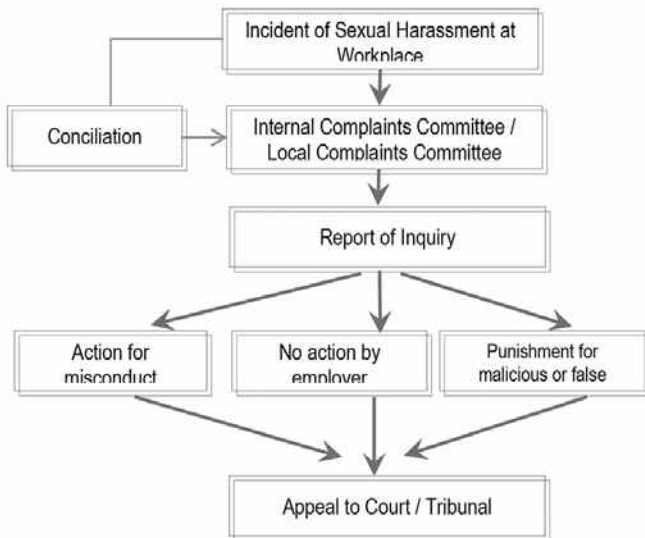 Incident of Sexual Harassment at
Workplace
Conciliation
Internal Complaints Committee /
Local Complaints Committee
Report of Inquiry
Action for
misconduct
No action by
employer
Punishment for
malicious or false
Appeal to Court / Tribunal